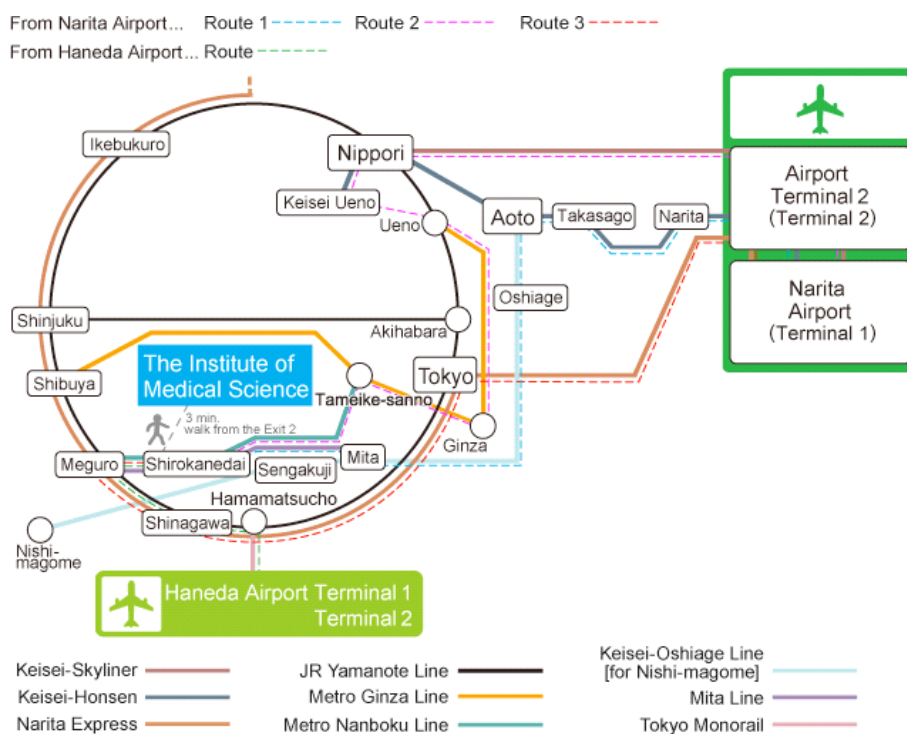 From Narita Airport... Route 1 Route 2 Route 3
From Haneda Airport... Route
Ikebukuro
Nippori
Keisei Ueno
Ueno
Aoto
Takasago
Narita
Airport
Terminal 2
(Terminal 2)
Oshiage
Narita
Airport
(Terminal 1)
Shinjuku
Akihabara
The Institute of
Medical Science
Shibuya
Tokyo
Tameike-sanno
3 min.
walk from the Exit 2
Ginza
Meguro
Shirokanedai
Mita
Sengakuji
Hamamatsucho
Shinagawa
Nishi-
magome
Haneda Airport Terminal 1
Terminal 2
Keisei-Skyliner
Keisei-Honsen
Narita Express
JR Yamanote Line
Metro Ginza Line
Metro Nanboku Line
Keisei-Oshiage Line
[for Nishi-magome]
Mita Line
Tokyo Monorail